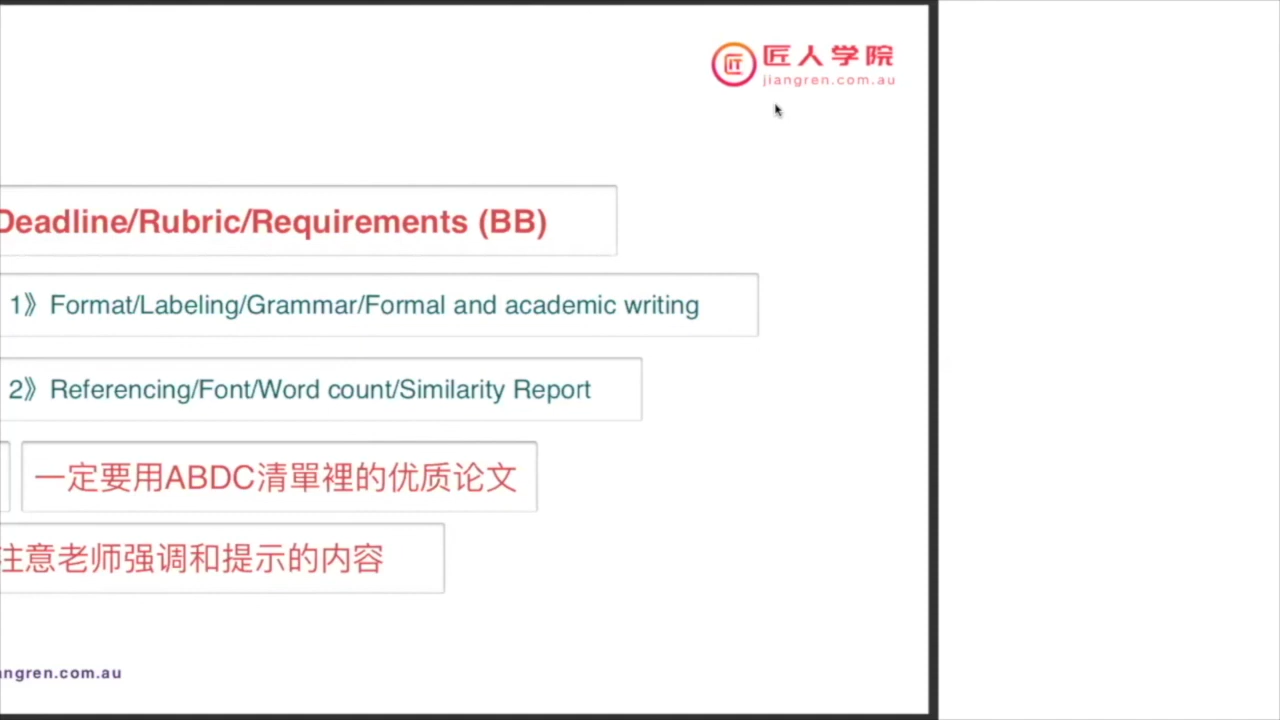 匠人学院
jiangren.com.au
Deadline/Rubric/Requirements (BB)
1》Format/Labeling/Grammar/Formal and academic writing
2》Referencing/Font/Word count/Similarity Report
一定要用ABDC清單裡的优质论文
注意老师强调和提示的内容
angren.com.au